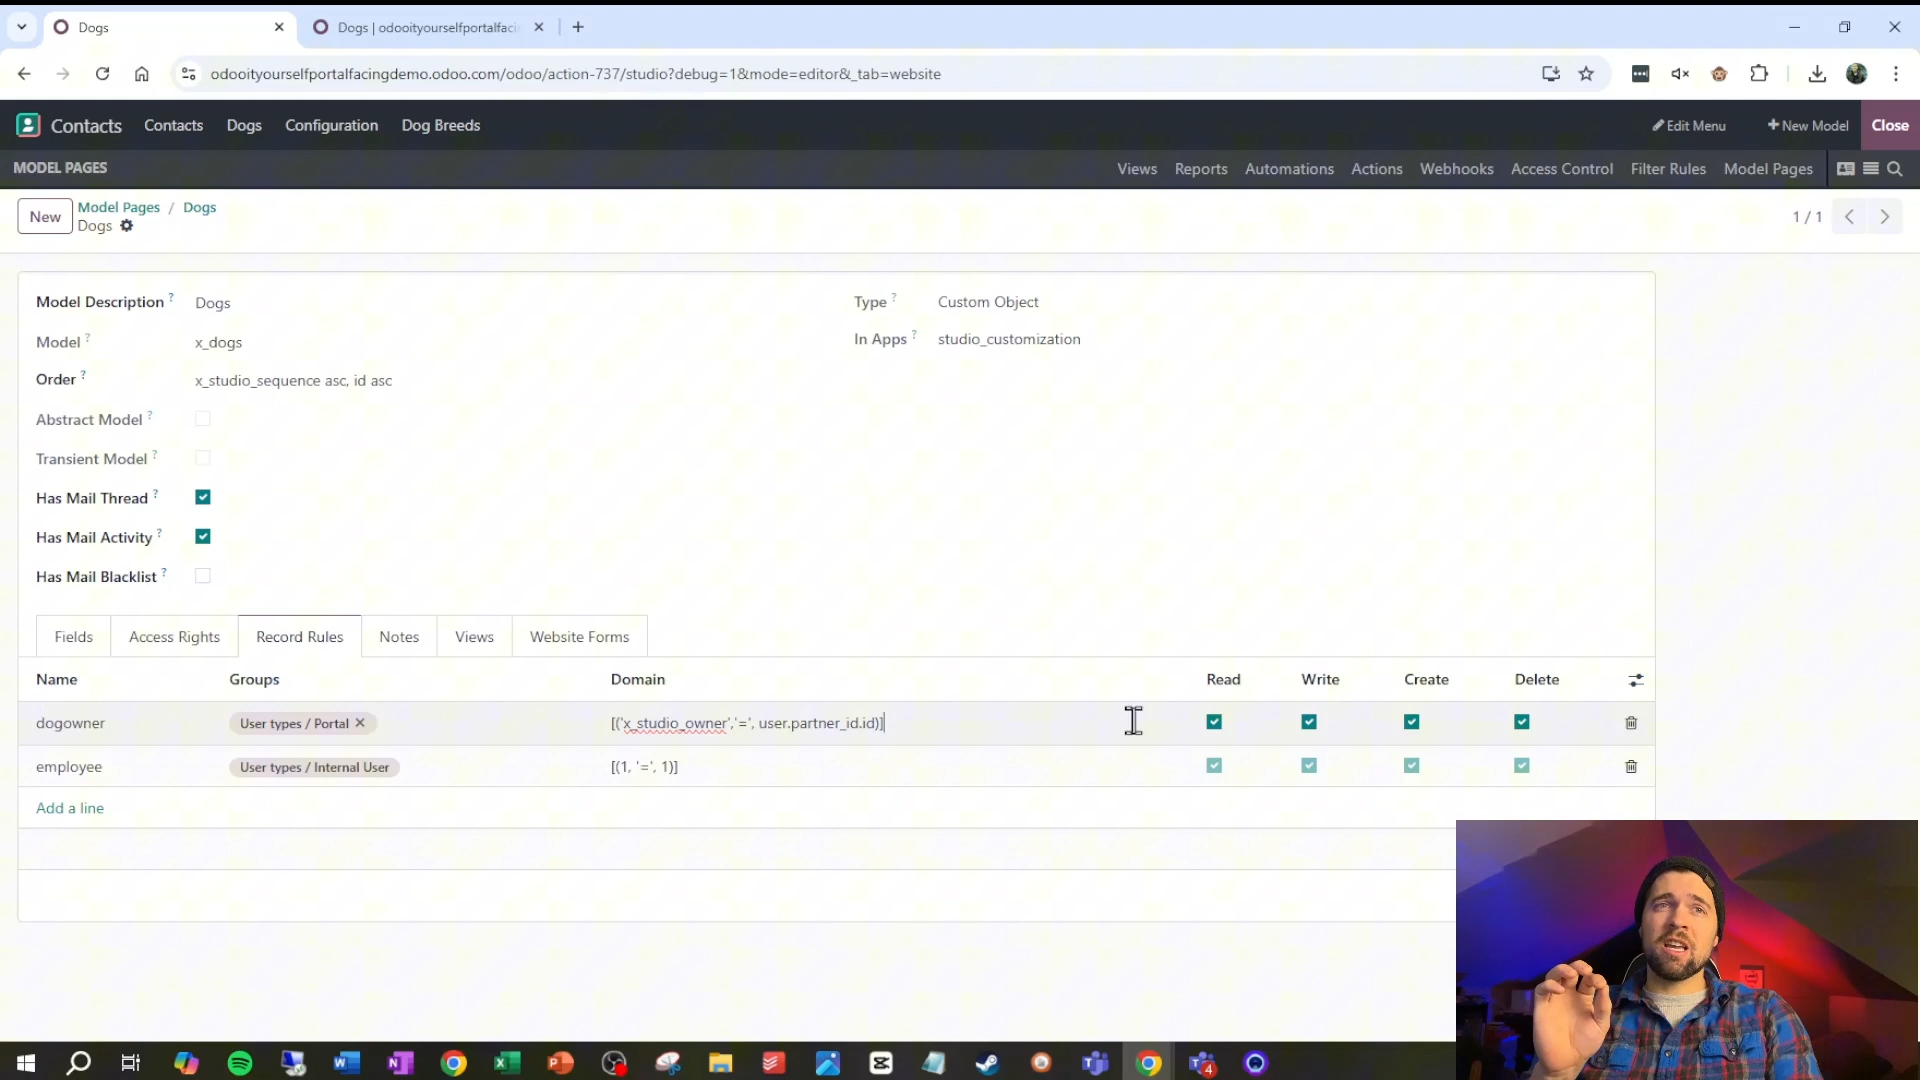 Dogs
Dogs | odooityourselfportalfaci
odooityourselfportalfacingdemo.odoo.com/odoo/action-737/studio?debug=1&mode=editor&_tab=website
Contacts Contacts Dogs Configuration Dog Breeds Edit Menu New Model Close
MODEL PAGES Views Reports Automations Actions Webhooks Access Control Filter Rules Model Pages
New Model Pages / Dogs
Dogs 1 / 1
Model Description ? Dogs Type ? Custom Object
Model ? x_dogs In Apps ? studio_customization
Order ? x_studio_sequence asc, id asc
Abstract Model ?
Transient Model ?
Has Mail Thread ?
Has Mail Activity ?
Has Mail Blacklist ?
Fields Access Rights Record Rules Notes Views Website Forms
Name Groups Domain Read Write Create Delete
dogowner User types / Portal [('x_studio_owner','=', user.partner_id.id)]
employee User types / Internal User [(1, '=', 1)]
Add a line
4